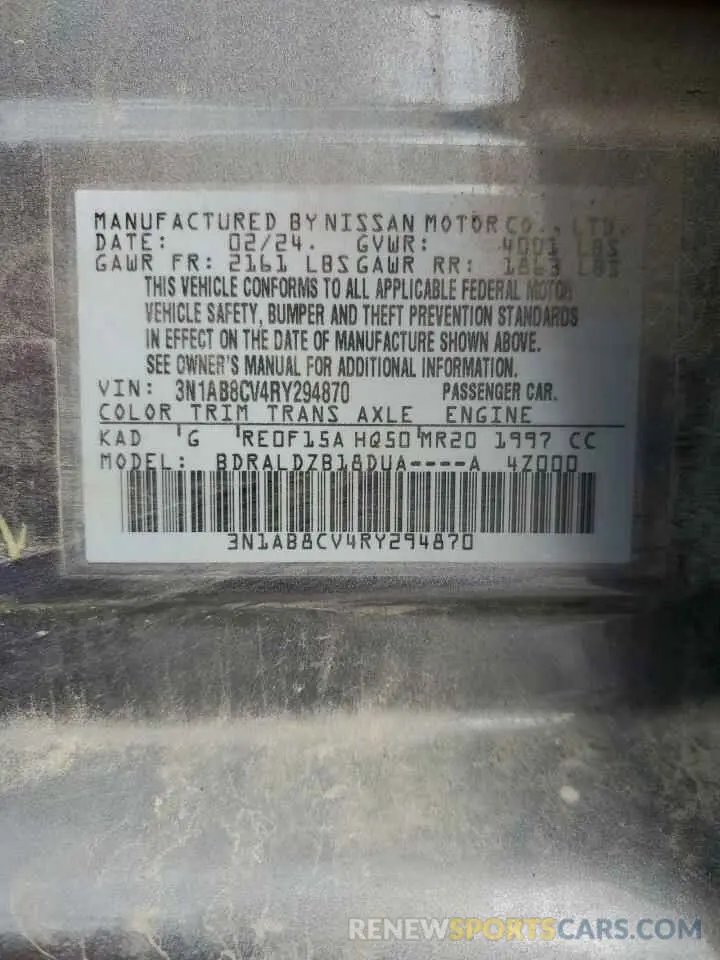 MANUFACTURED BY NISSAN MOTOR CO., LTD.
DATE: 02/24. GVWR: 4001 LBS
GAWR FR: 2161 LBS GAWR RR: 1863 LBS
THIS VEHICLE CONFORMS TO ALL APPLICABLE FEDERAL MOTOR
VEHICLE SAFETY, BUMPER AND THEFT PREVENTION STANDARDS
IN EFFECT ON THE DATE OF MANUFACTURE SHOWN ABOVE.
SEE OWNER'S MANUAL FOR ADDITIONAL INFORMATION.
VIN: 3N1AB8CV4RY294870 PASSENGER CAR.
COLOR TRIM TRANS AXLE ENGINE
KAD 'G 'RE0F15A HQ50'MR20 1997 CC
MODEL: BDRALDZB18DUA----A 4Z000
3N1AB8CV4RY294870
RENEWSPORTSCARS.COM